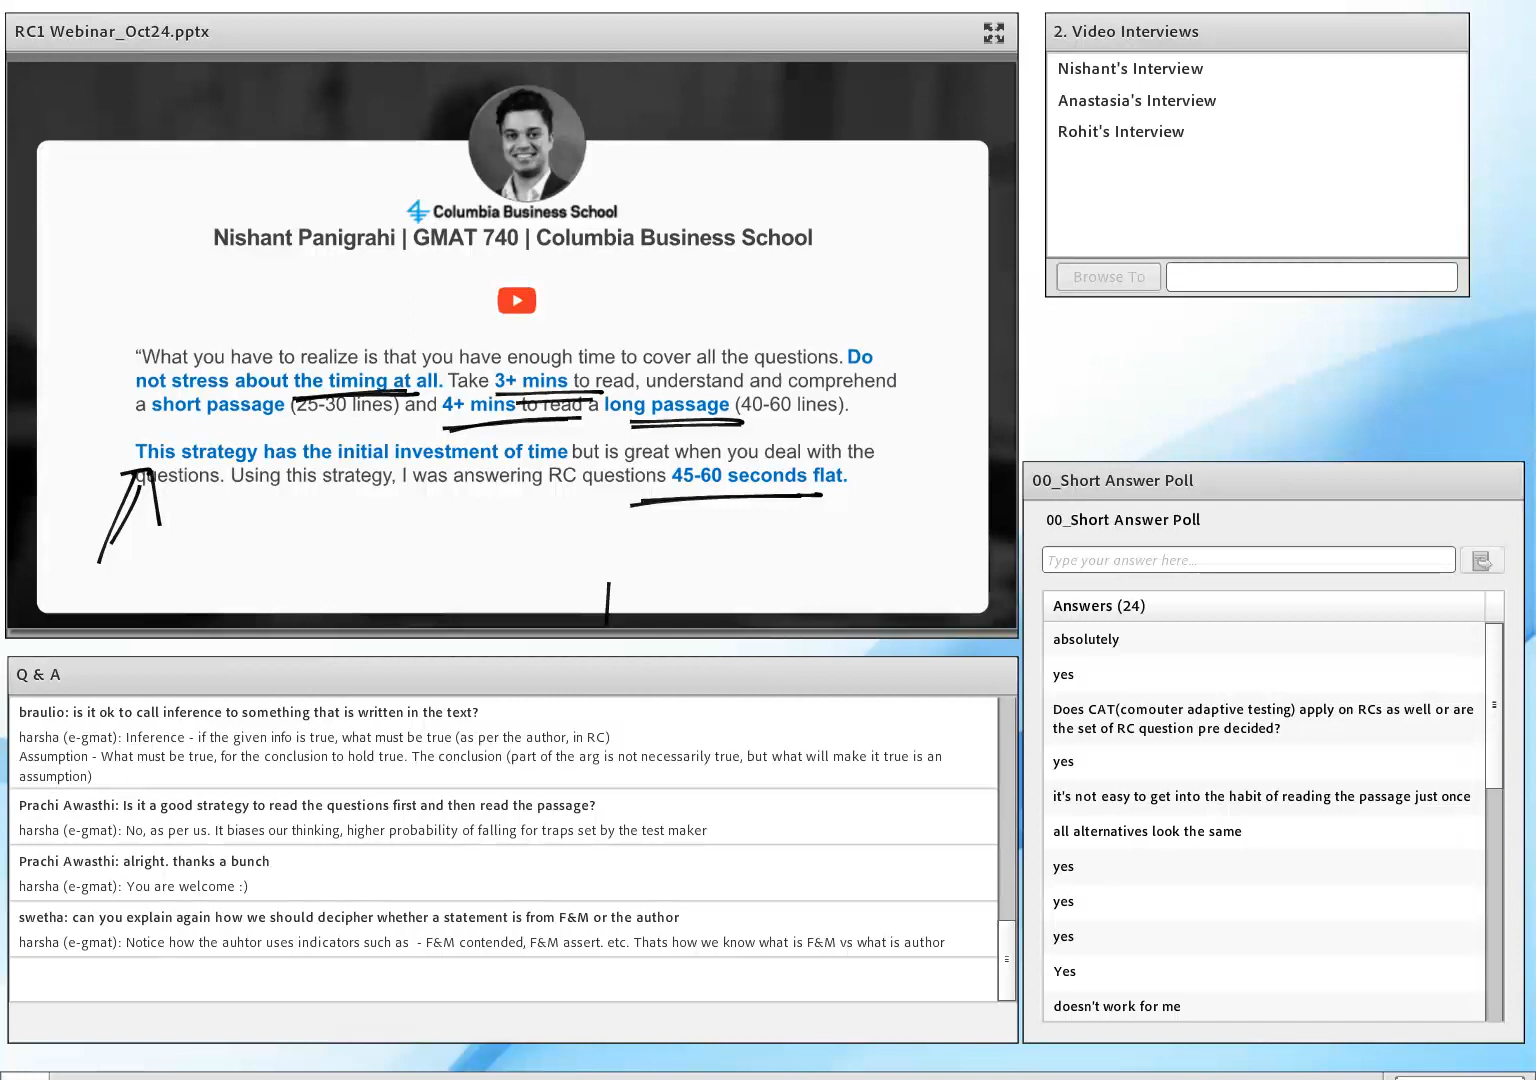 RC1 Webinar_Oct24.pptx
Columbia Business School
Nishant Panigrahi | GMAT 740 | Columbia Business School
“What you have to realize is that you have enough time to cover all the questions. Do
not stress about the timing at all. Take 3+ mins to read, understand and comprehend
a short passage (25-30 lines) and 4+ mins to read a long passage (40-60 lines).
This strategy has the initial investment of time but is great when you deal with the
questions. Using this strategy, I was answering RC questions 45-60 seconds flat.
2. Video Interviews
Nishant's Interview
Anastasia's Interview
Rohit's Interview
Browse To
Q & A
braulio: is it ok to call inference to something that is written in the text?
harsha (e-gmat): Inference - if the given info is true, what must be true (as per the author, in RC)
Assumption - What must be true, for the conclusion to hold true. The conclusion (part of the arg is not necessarily true, but what will make it true is an
assumption)
Prachi Awasthi: Is it a good strategy to read the questions first and then read the passage?
harsha (e-gmat): No, as per us. It biases our thinking, higher probability of falling for traps set by the test maker
Prachi Awasthi: alright. thanks a bunch
harsha (e-gmat): You are welcome :)
swetha: can you explain again how we should decipher whether a statement is from F&M or the author
harsha (e-gmat): Notice how the auhtor uses indicators such as  - F&M contended, F&M assert. etc. Thats how we know what is F&M vs what is author
00_Short Answer Poll
00_Short Answer Poll
Type your answer here...
Answers (24)
absolutely
yes
Does CAT(comouter adaptive testing) apply on RCs as well or are
the set of RC question pre decided?
yes
it's not easy to get into the habit of reading the passage just once
all alternatives look the same
yes
yes
yes
Yes
doesn't work for me